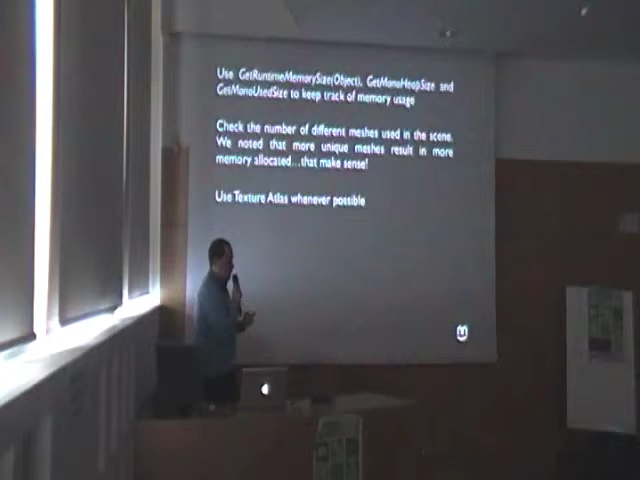 Use GetRuntimeMemorySize(Object), GetMonoHeapSize and
GetMonoUsedSize to keep track of memory usage
Check the number of different meshes used in the scene.
We noted that more unique meshes result in more
memory allocated...that make sense!
Use Texture Atlas whenever possible